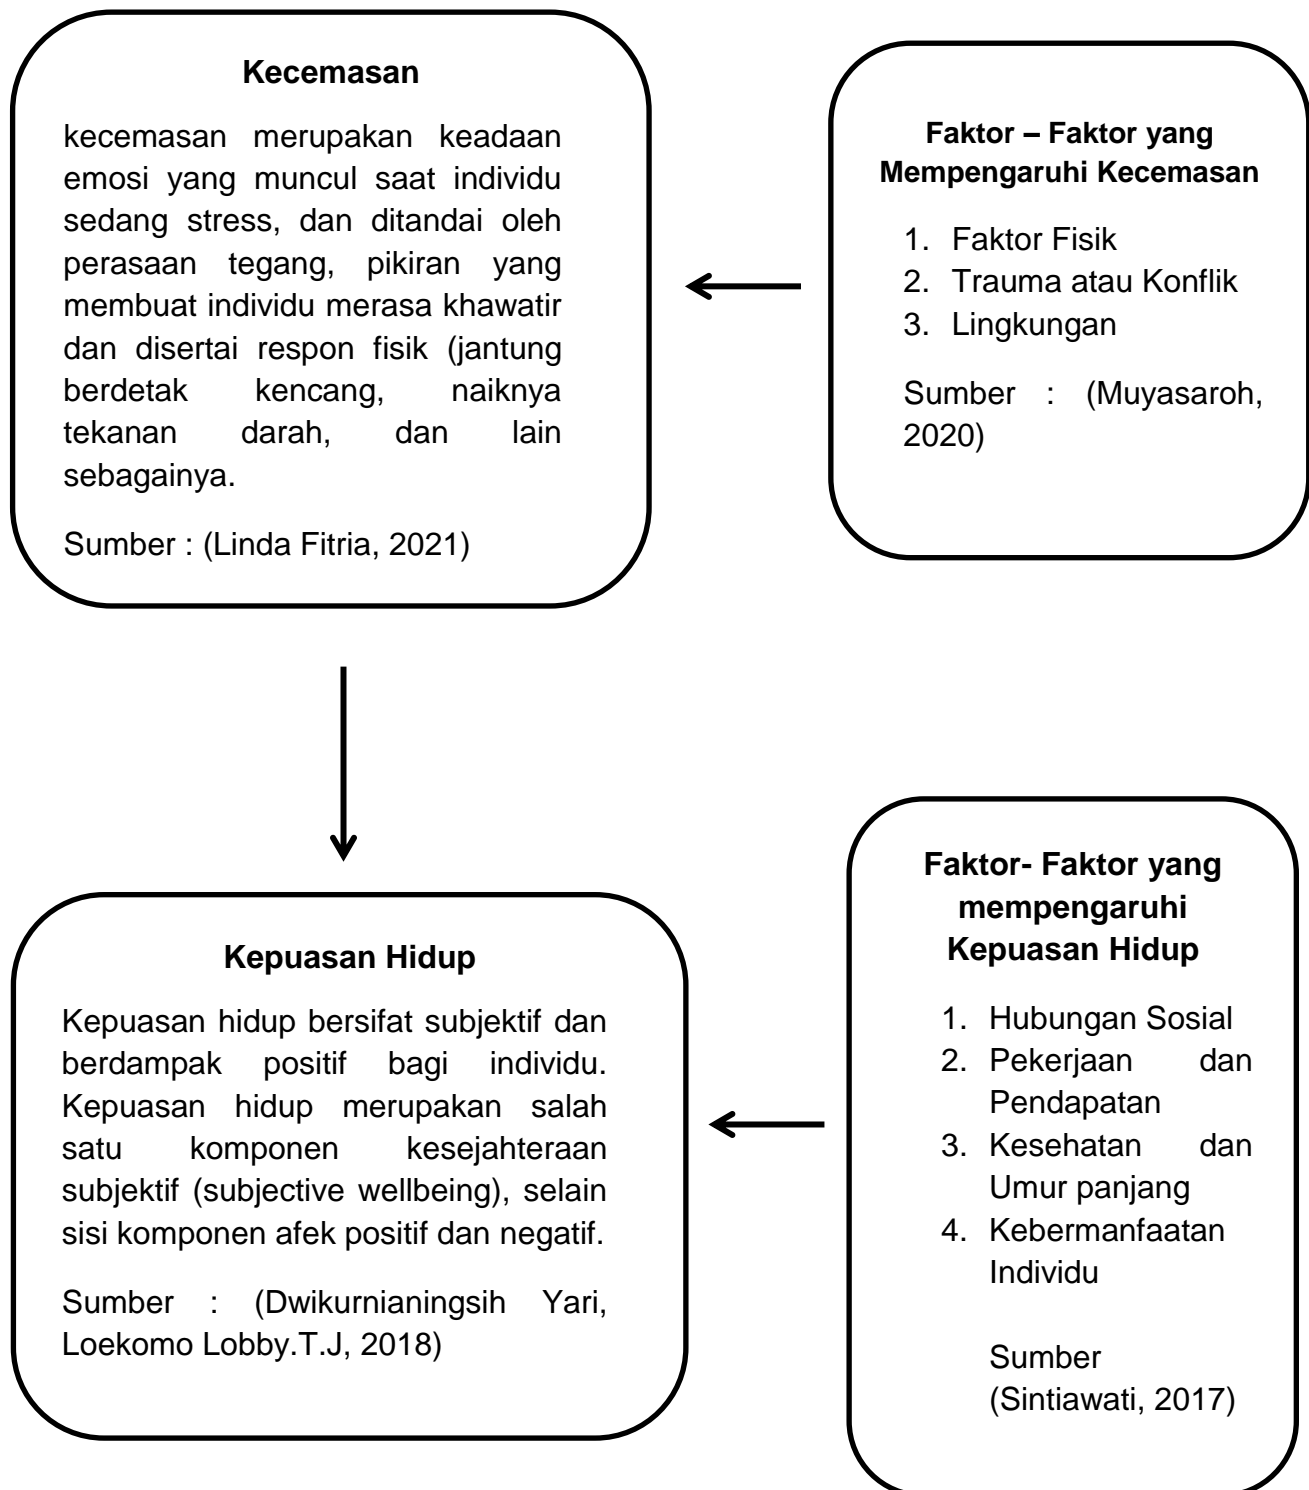 Kecemasan
kecemasan merupakan keadaan
emosi yang muncul saat individu
sedang stress, dan ditandai oleh
perasaan tegang, pikiran yang
membuat individu merasa khawatir
dan disertai respon fisik (jantung
berdetak kencang, naiknya
tekanan darah, dan lain
sebagainya.
Sumber : (Linda Fitria, 2021)
Faktor – Faktor yang
Mempengaruhi Kecemasan
1. Faktor Fisik
2. Trauma atau Konflik
3. Lingkungan
Sumber : (Muyasaroh,
2020)
Kepuasan Hidup
Kepuasan hidup bersifat subjektif dan
berdampak positif bagi individu.
Kepuasan hidup merupakan salah
satu komponen kesejahteraan
subjektif (subjective wellbeing), selain
sisi komponen afek positif dan negatif.
Sumber : (Dwikurnianingsih Yari,
Loekomo Lobby.T.J, 2018)
Faktor- Faktor yang
mempengaruhi
Kepuasan Hidup
1. Hubungan Sosial
2. Pekerjaan dan
Pendapatan
3. Kesehatan dan
Umur panjang
4. Kebermanfaatan
Individu
Sumber
(Sintiawati, 2017)